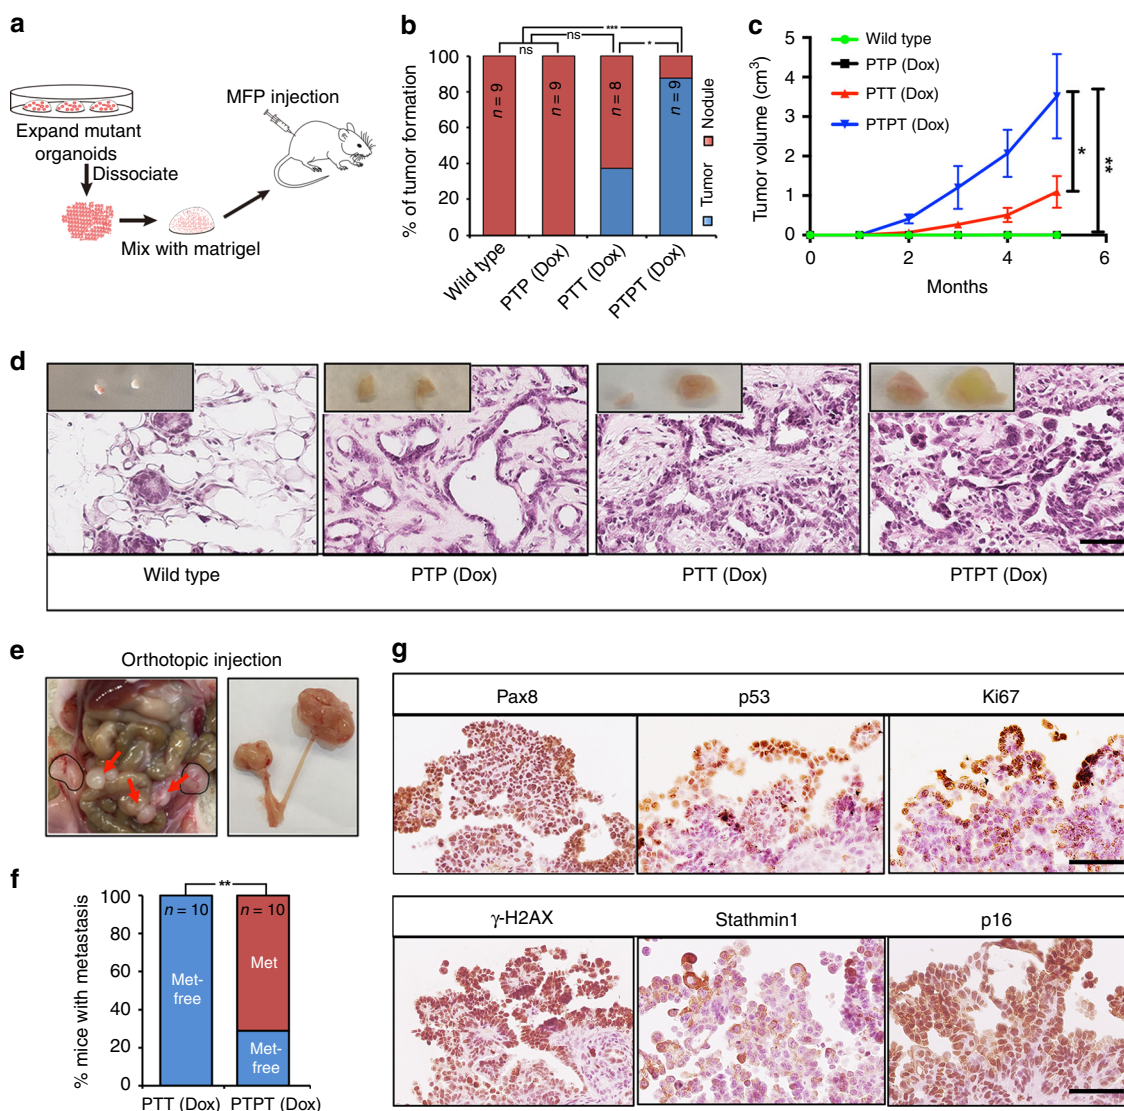 a
Expand mutant
organoids
Dissociate
Mix with matrigel
MFP injection
b
% of tumor formation
100
80
60
40
20
0
ns
ns
***
*
n = 9
n = 9
n = 8
n = 9
Tumor
Nodule
Wild type
PTP (Dox)
PTT (Dox)
PTPT (Dox)
c
Tumor volume (cm³)
5
4
3
2
1
0
Wild type
PTP (Dox)
PTT (Dox)
PTPT (Dox)
*
**
0
2
4
6
Months
d
Wild type
PTP (Dox)
PTT (Dox)
PTPT (Dox)
e
Orthotopic injection
f
% mice with metastasis
100
80
60
40
20
0
**
n = 10
n = 10
Met-
free
Met
Met-
free
PTT (Dox)
PTPT (Dox)
g
Pax8
p53
Ki67
γ-H2AX
Stathmin1
p16